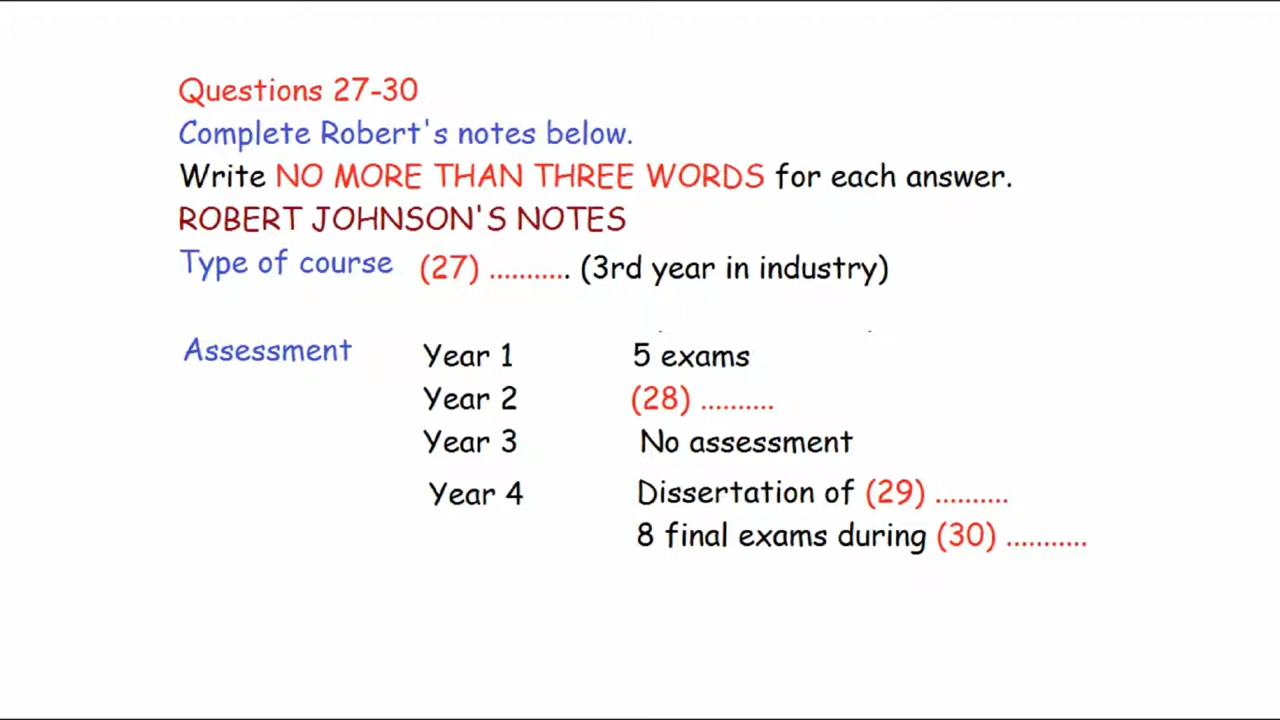 Questions 27-30
Complete Robert's notes below.
Write NO MORE THAN THREE WORDS for each answer.
ROBERT JOHNSON'S NOTES
Type of course (27) ........... (3rd year in industry)
Assessment Year 1 5 exams
Year 2 (28) ..........
Year 3 No assessment
Year 4 Dissertation of (29) ..........
8 final exams during (30) ...........